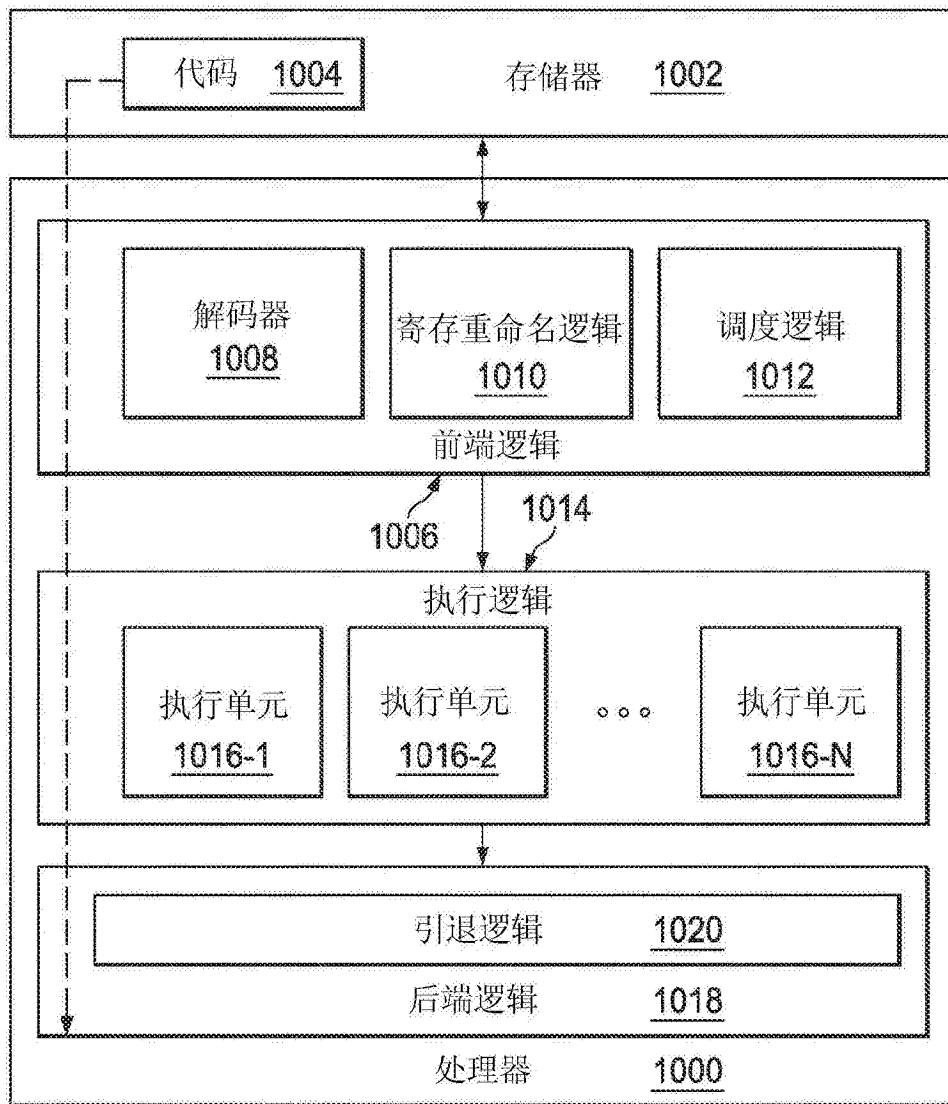 代码 1004
存储器 1002
解码器
1008
寄存重命名逻辑
1010
调度逻辑
1012
前端逻辑
1006
1014
执行逻辑
执行单元
1016-1
执行单元
1016-2
执行单元
1016-N
引退逻辑 1020
后端逻辑 1018
处理器 1000